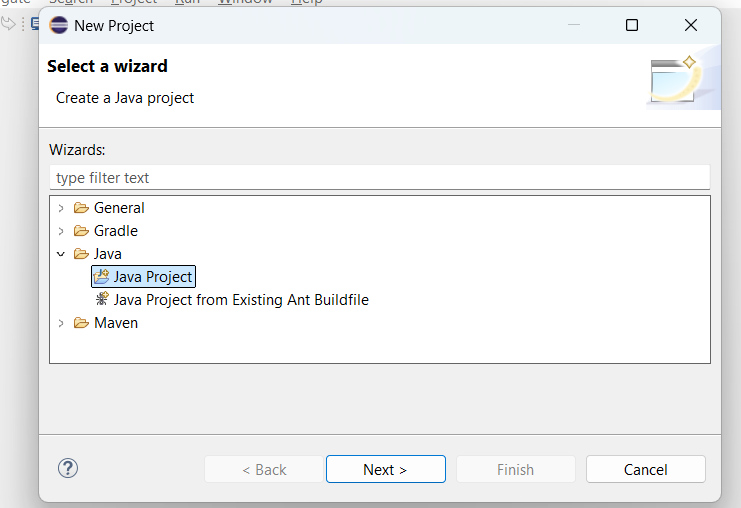 Search Project Run Window Help
New Project
Select a wizard
Create a Java project
Wizards:
type filter text
General
Gradle
Java
Java Project
Java Project from Existing Ant Buildfile
Maven
?
< Back Next > Finish Cancel